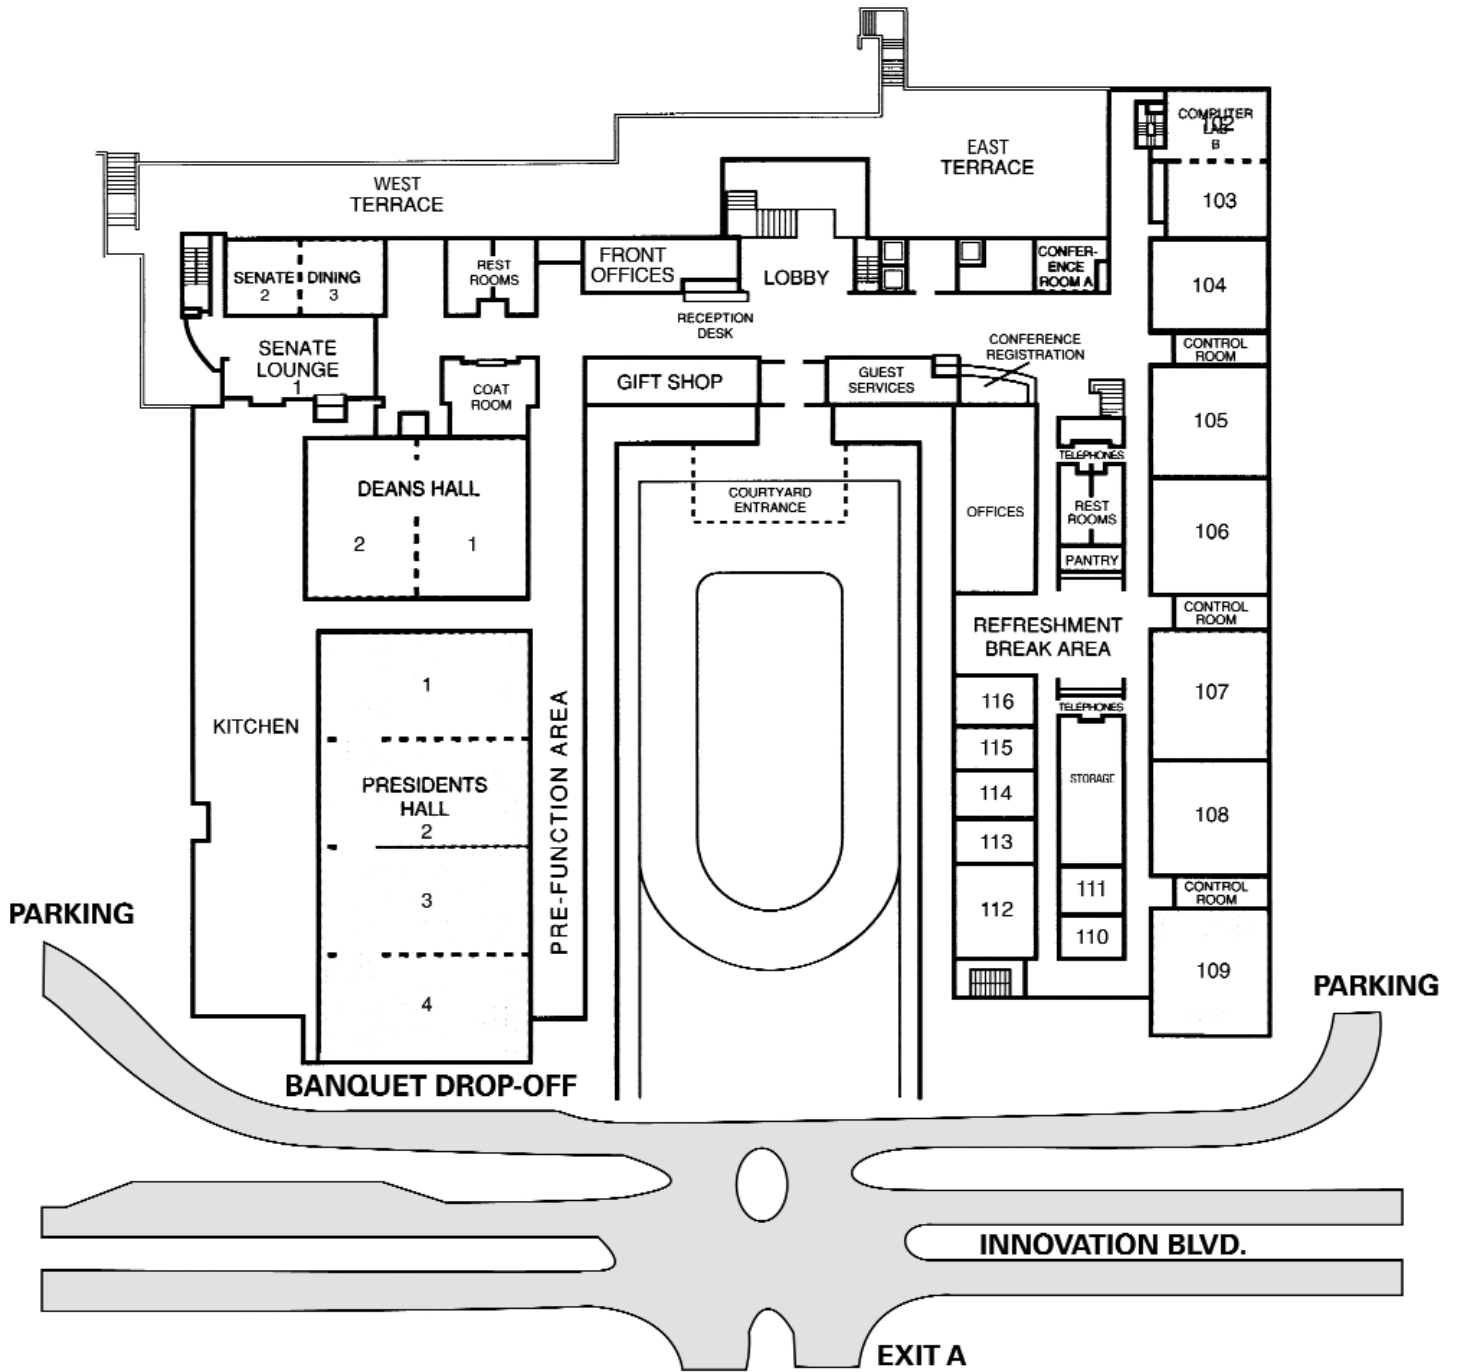 COMPUTER
102
LAB
B
EAST
TERRACE
WEST
TERRACE
103
FRONT
OFFICES
LOBBY
CONFER-
ENCE
ROOM A
104
SENATE DINING
2 3
REST
ROOMS
RECEPTION
DESK
CONFERENCE
REGISTRATION
CONTROL
ROOM
SENATE
LOUNGE
1
COAT
ROOM
GIFT SHOP
GUEST
SERVICES
105
TELEPHONES
DEANS HALL
2 1
COURTYARD
ENTRANCE
OFFICES
REST
ROOMS
106
PANTRY
CONTROL
ROOM
REFRESHMENT
BREAK AREA
1
116
TELEPHONES
107
KITCHEN
PRE-FUNCTION AREA
115
STORAGE
PRESIDENTS
HALL
2
114
108
113
3
112
111
CONTROL
ROOM
110
109
4
PARKING
PARKING
BANQUET DROP-OFF
INNOVATION BLVD.
EXIT A